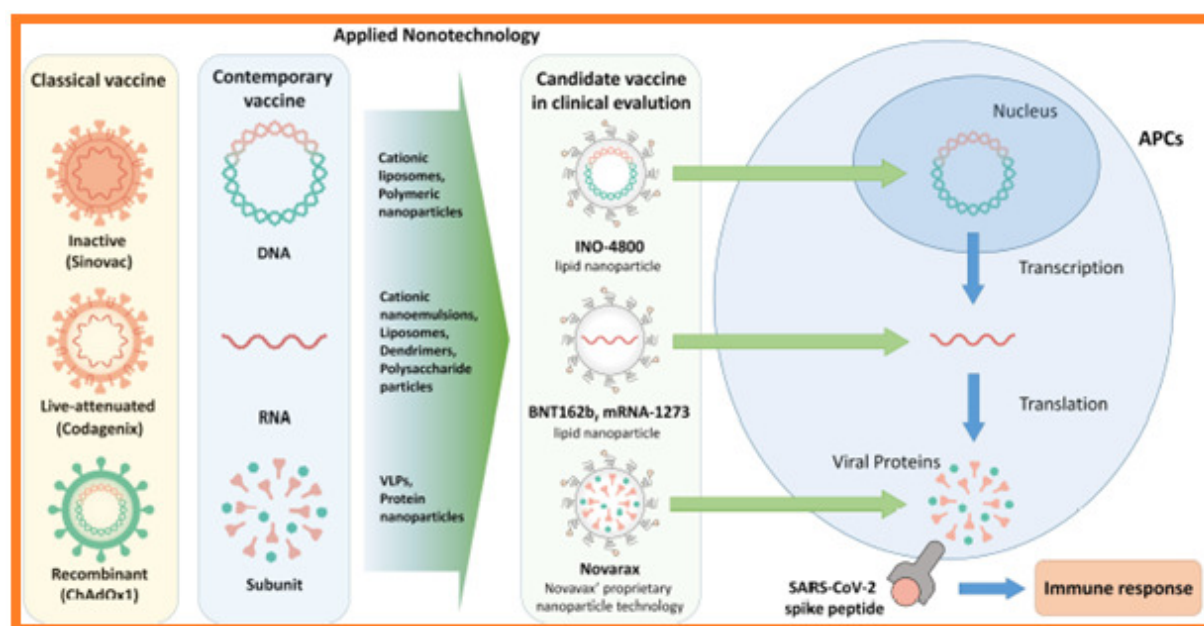 Applied Nonotechnology
Classical vaccine
Inactive
(Sinovac)
Live-attenuated
(Codagenix)
Recombinant
(ChAdOx1)
Contemporary
vaccine
DNA
RNA
Subunit
Cationic
liposomes,
Polymeric
nanoparticles
Cationic
nanoemulsions,
Liposomes,
Dendrimers,
Polysaccharide
particles
VLPs,
Protein
nanoparticles
Candidate vaccine
in clinical evalution
INO-4800
lipid nanoparticle
BNT162b, mRNA-1273
lipid nanoparticle
Novarax
Novavax' proprietary
nanoparticle technology
Nucleus
APCs
Transcription
Translation
Viral Proteins
SAIRS-CoV-2
spike peptide
Immune response